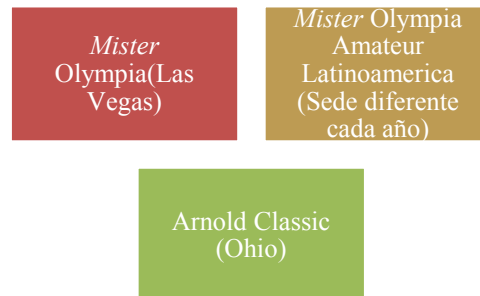 Mister
Olympia(Las
Vegas)
Mister Olympia
Amateur
Latinoamerica
(Sede diferente
cada año)
Arnold Classic
(Ohio)